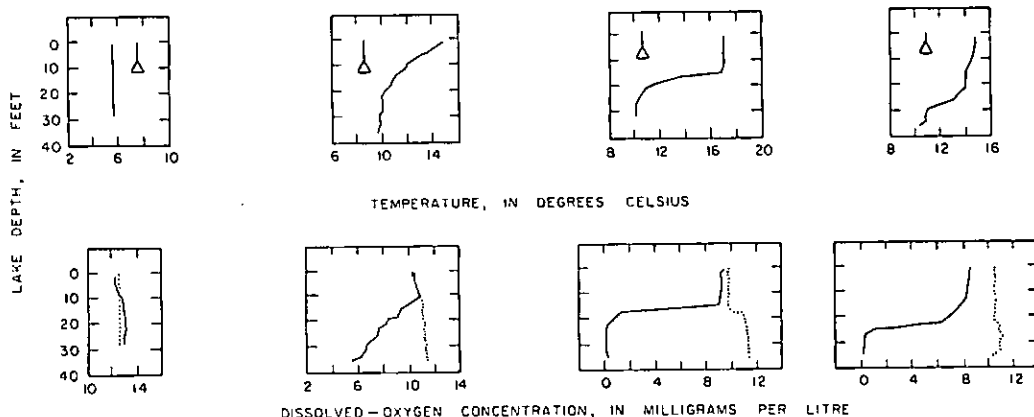 LAKE DEPTH, IN FEET
0
10
20
30
40
2 6 10
6 10 14
8 12 16 20
8 12 16
TEMPERATURE, IN DEGREES CELSIUS
0
10
20
30
40
10 14
2 6 10 14
0 4 8 12
0 4 8 12
DISSOLVED-OXYGEN CONCENTRATION, IN MILLIGRAMS PER LITRE